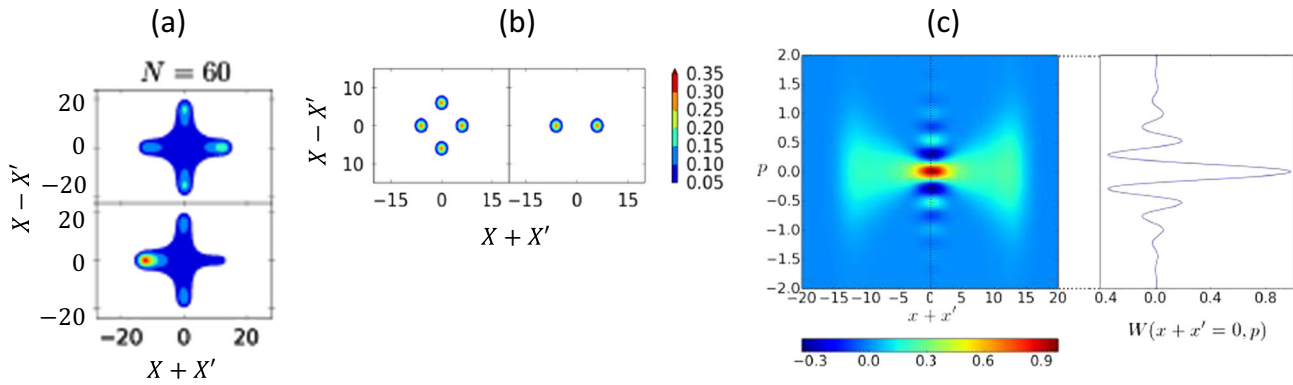 (a)
N = 60
20
0
−20
20
0
−20
X − X′
−20 0 20
X + X′
(b)
10
0
10
X − X′
−15 0 15 −15 0 15
X + X′
0.35
0.30
0.25
0.20
0.15
0.10
0.05
(c)
2.0
1.5
1.0
0.5
0.0
−0.5
−1.0
−1.5
−2.0
p
−20 −15 −10 −5 0 5 10 15 20
x + x′
−0.3 0.0 0.3 0.6 0.9
0.4 0.0 0.4 0.8
W(x + x′ = 0, p)